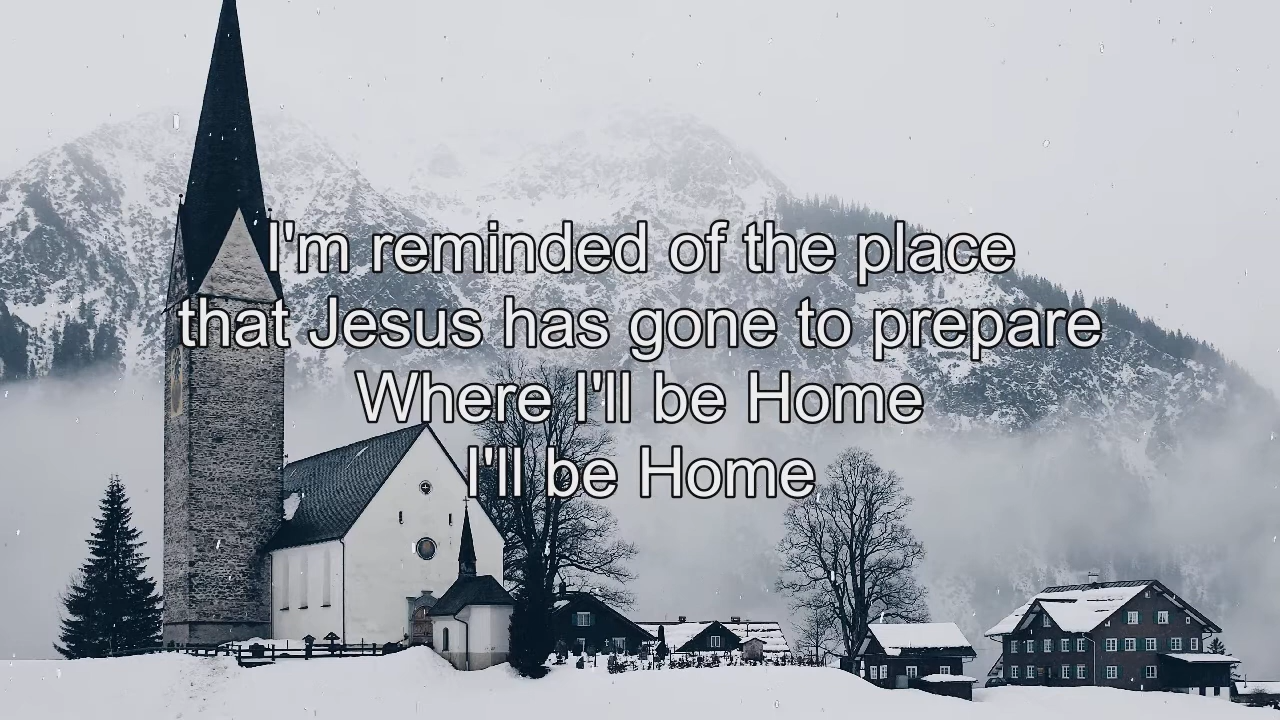 I'm reminded of the place
that Jesus has gone to prepare
Where I'll be Home
I'll be Home